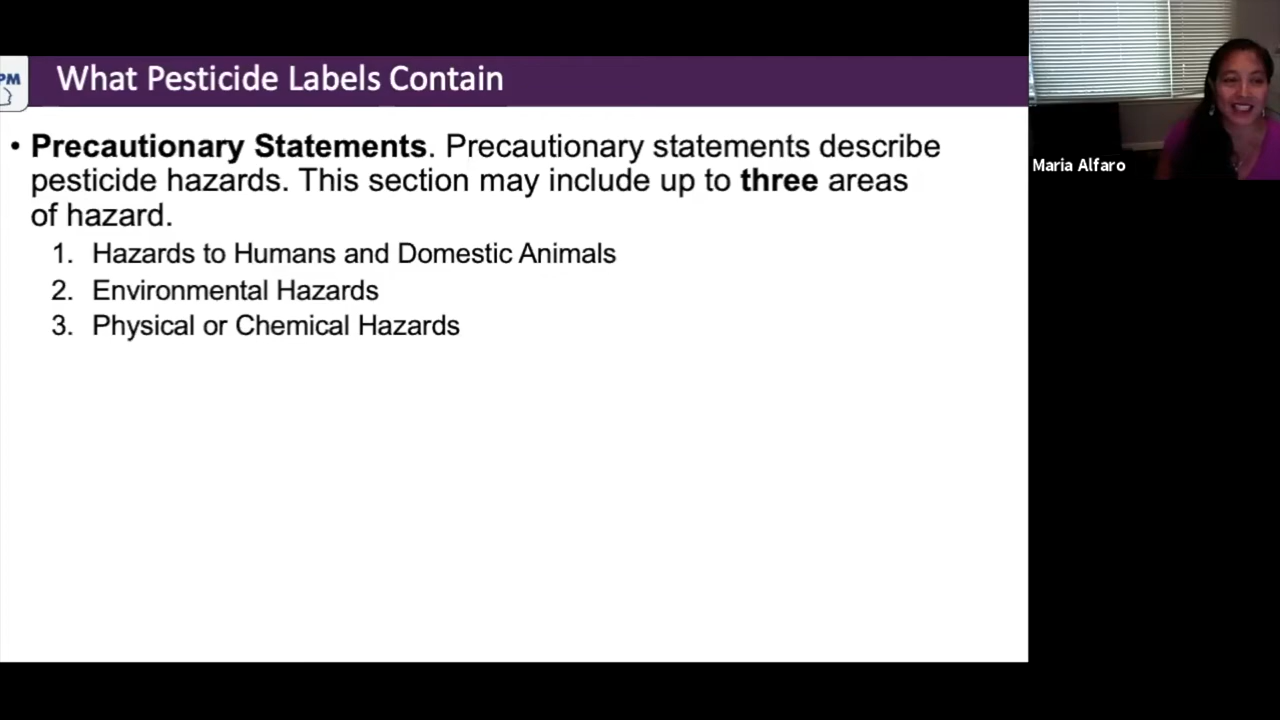 PM
What Pesticide Labels Contain
• Precautionary Statements. Precautionary statements describe
pesticide hazards. This section may include up to three areas
of hazard.
1. Hazards to Humans and Domestic Animals
2. Environmental Hazards
3. Physical or Chemical Hazards
Maria Alfaro